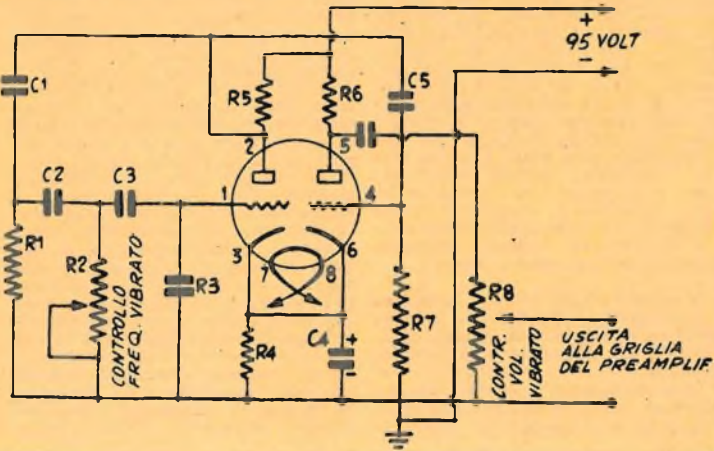 +
95 VOLT
-
C1
R5
R6
C5
2
5
C2
C3
1
4
R1
R2
CONTROLLO
FREQ. VIBRATO
R3
3
7
8
6
R4
C4
+
-
R7
R8
CONTR.
VOL.
VIBRATO
USCITA
ALLA GRIGLIA
DEL PREAMPLIF